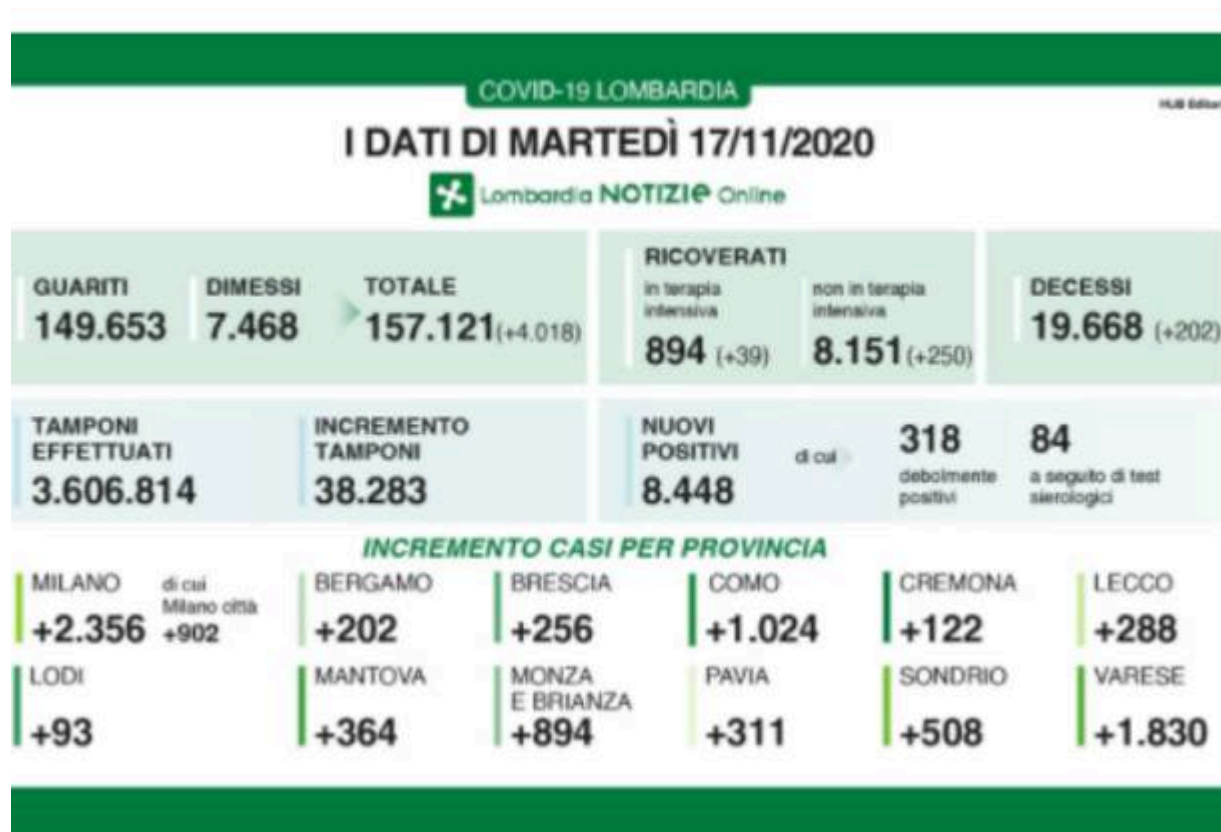 COVID-19 LOMBARDIA
HUB Editor
I DATI DI MARTEDÌ 17/11/2020
Lombardia NOTIZIE Online
GUARITI
149.653
DIMESSI
7.468
TOTALE
157.121 (+4.018)
RICOVERATI
in terapia
intensiva
894 (+39)
non in terapia
intensiva
8.151 (+250)
DECESSI
19.668 (+202)
TAMPONI
EFFETTUATI
3.606.814
INCREMENTO
TAMPONI
38.283
NUOVI
POSITIVI
8.448
di cui
318
debolmente
positivi
84
a seguito di test
sierologici
INCREMENTO CASI PER PROVINCIA
MILANO
+2.356
di cui
Milano città
+902
BERGAMO
+202
BRESCIA
+256
COMO
+1.024
CREMONA
+122
LECCO
+288
LODI
+93
MANTOVA
+364
MONZA
E BRIANZA
+894
PAVIA
+311
SONDRIO
+508
VARESE
+1.830